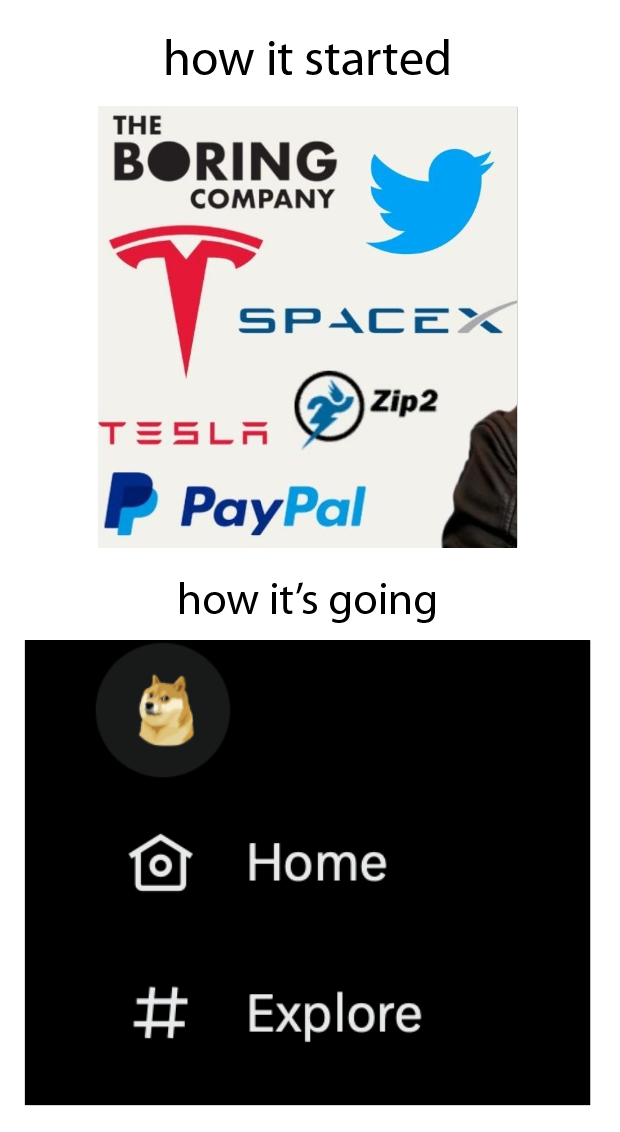 how it started
THE
BORING
COMPANY
SPACEX
Zip2
TESLA
PayPal
how it's going
Home
Explore